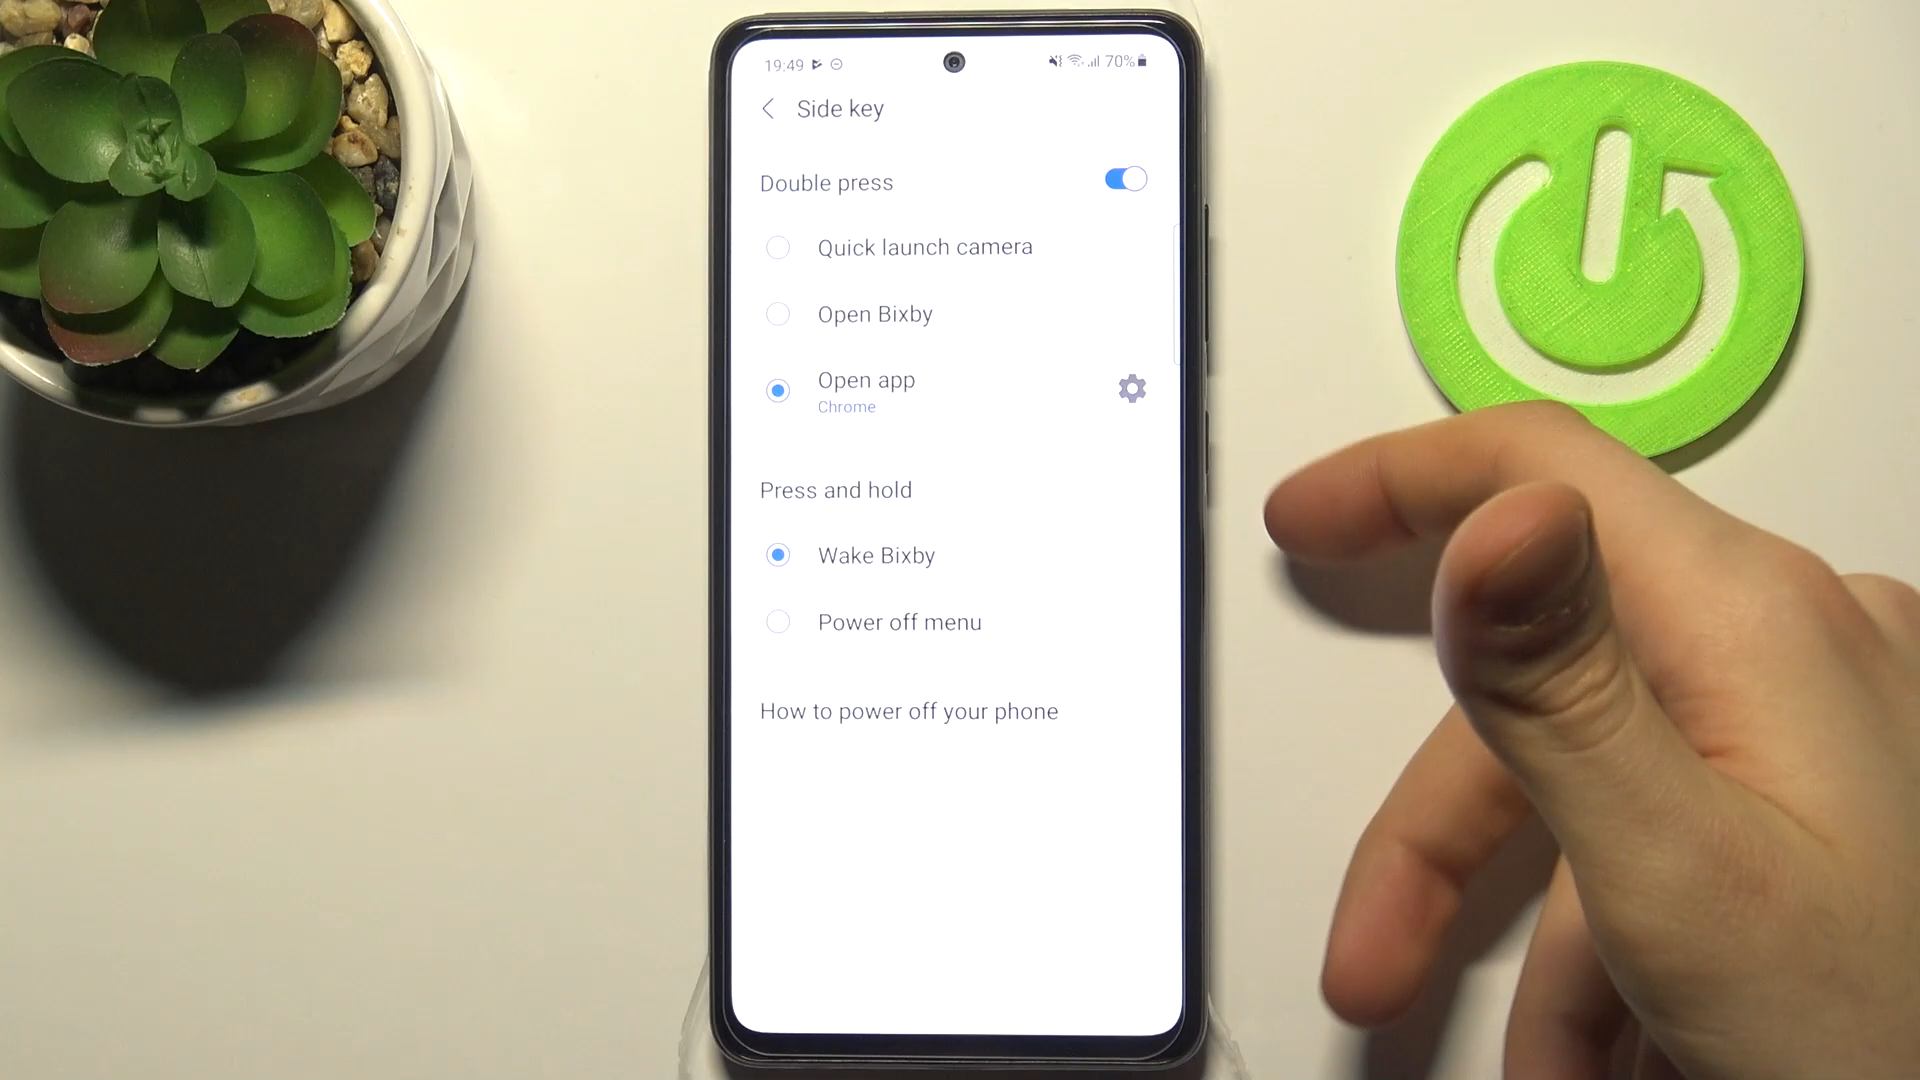 19:49 70%
Side key
Double press
Quick launch camera
Open Bixby
Open app
Chrome
Press and hold
Wake Bixby
Power off menu
How to power off your phone